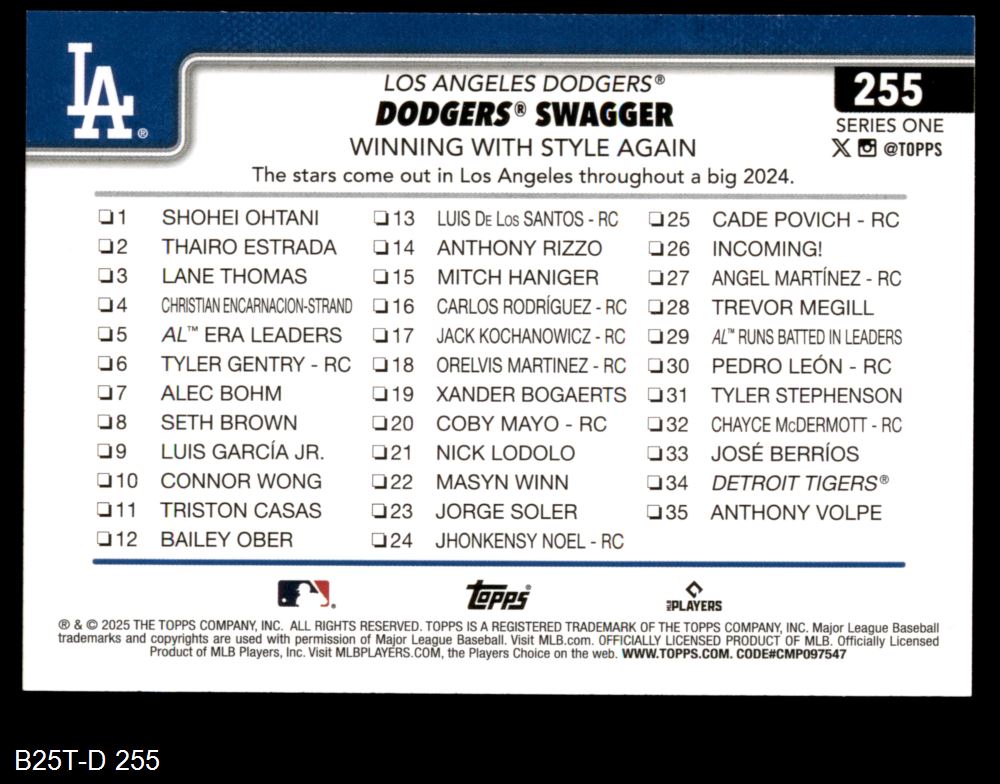 LA®
255
SERIES ONE
@TOPPS
LOS ANGELES DODGERS®
DODGERS® SWAGGER
WINNING WITH STYLE AGAIN
The stars come out in Los Angeles throughout a big 2024.
❏1 SHOHEI OHTANI
❏2 THAIRO ESTRADA
❏3 LANE THOMAS
❏4 CHRISTIAN ENCARNACION-STRAND
❏5 AL™ ERA LEADERS
❏6 TYLER GENTRY - RC
❏7 ALEC BOHM
❏8 SETH BROWN
❏9 LUIS GARCÍA JR.
❏10 CONNOR WONG
❏11 TRISTON CASAS
❏12 BAILEY OBER
❏13 LUIS DE LOS SANTOS - RC
❏14 ANTHONY RIZZO
❏15 MITCH HANIGER
❏16 CARLOS RODRÍGUEZ - RC
❏17 JACK KOCHANOWICZ - RC
❏18 ORELVIS MARTINEZ - RC
❏19 XANDER BOGAERTS
❏20 COBY MAYO - RC
❏21 NICK LODOLO
❏22 MASYN WINN
❏23 JORGE SOLER
❏24 JHONKENSY NOEL - RC
❏25 CADE POVICH - RC
❏26 INCOMING!
❏27 ANGEL MARTÍNEZ - RC
❏28 TREVOR MEGILL
❏29 AL™ RUNS BATTED IN LEADERS
❏30 PEDRO LEÓN - RC
❏31 TYLER STEPHENSON
❏32 CHAYCE McDERMOTT - RC
❏33 JOSÉ BERRÍOS
❏34 DETROIT TIGERS®
❏35 ANTHONY VOLPE
Topps®
MLB PLAYERS
® & © 2025 THE TOPPS COMPANY, INC. ALL RIGHTS RESERVED. TOPPS IS A REGISTERED TRADEMARK OF THE TOPPS COMPANY, INC. Major League Baseball
trademarks and copyrights are used with permission of Major League Baseball. Visit MLB.com. OFFICIALLY LICENSED PRODUCT OF MLB. Officially Licensed
Product of MLB Players, Inc. Visit MLBPLAYERS.COM, the Players Choice on the web. WWW.TOPPS.COM. CODE#CMP097547
B25T-D 255